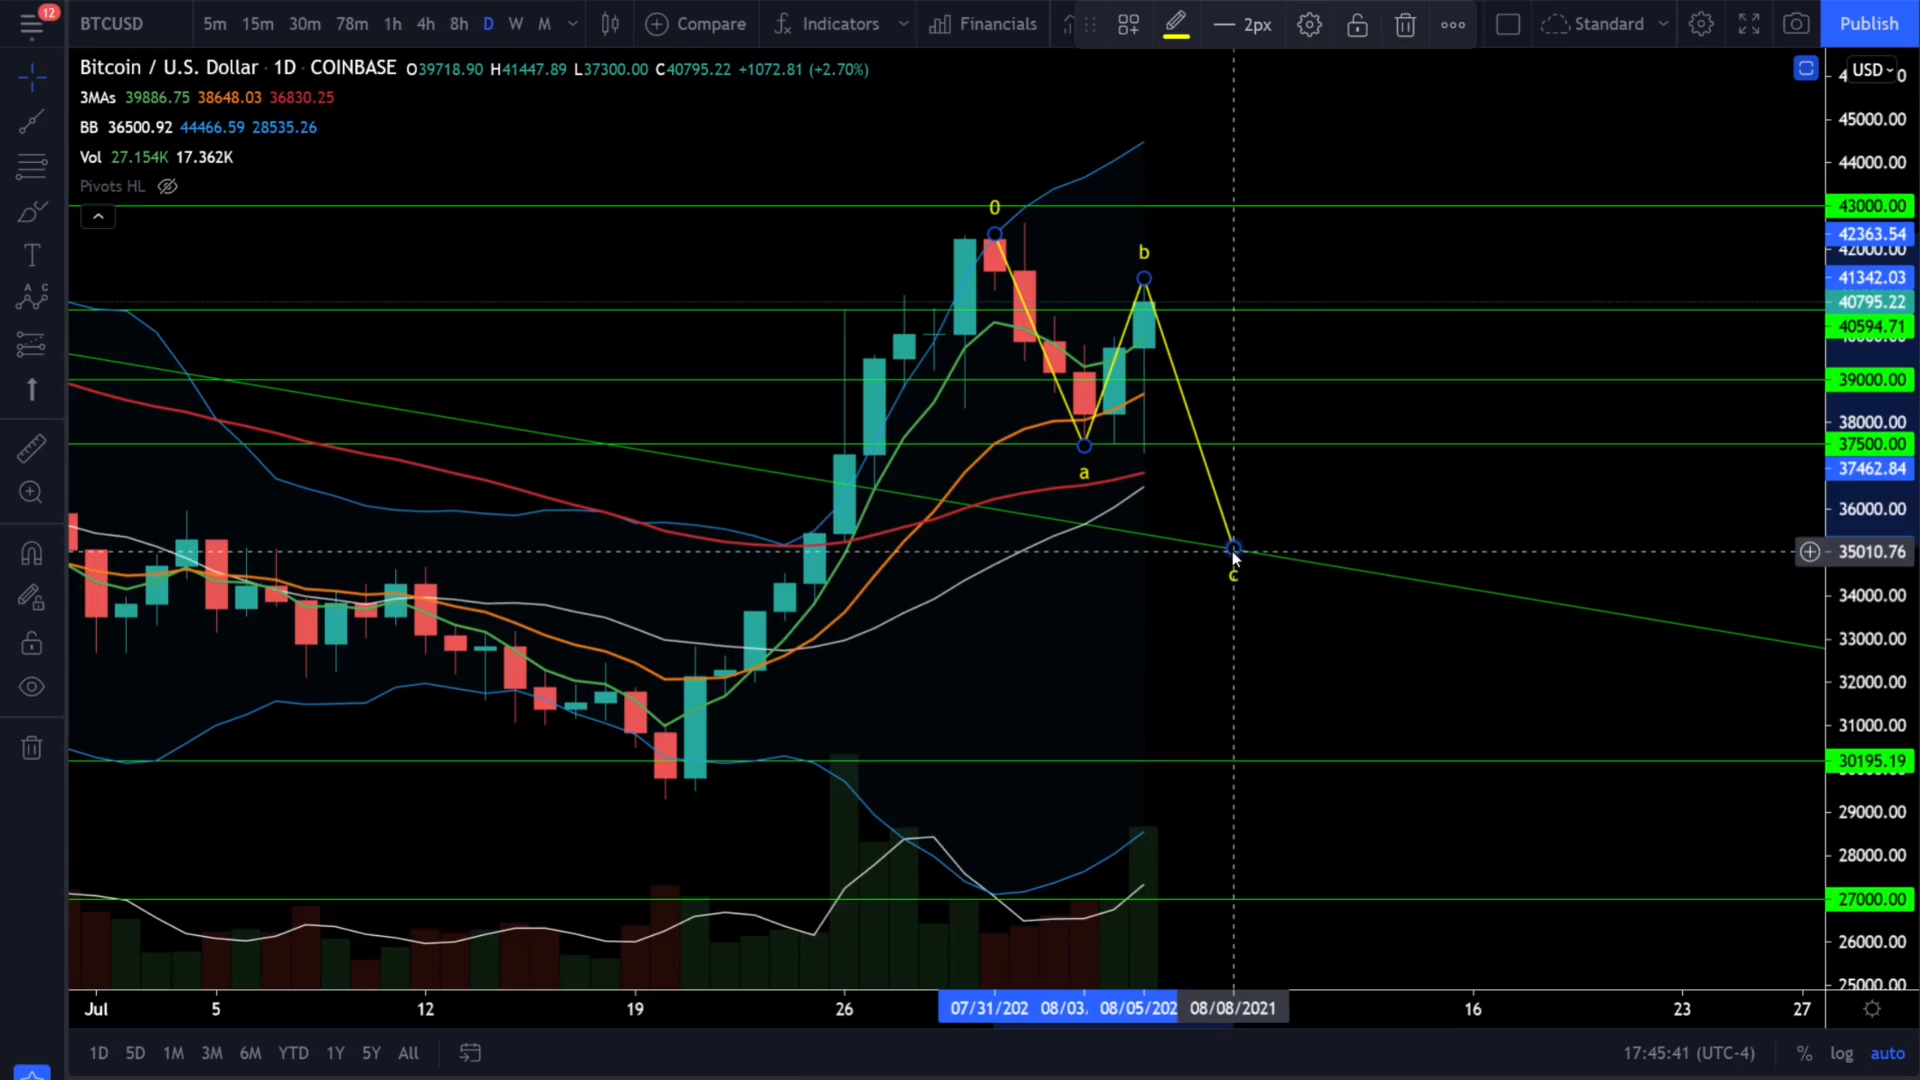 12
BTCUSD 5m 15m 30m 78m 1h 4h 8h D W M Compare Indicators Financials 2px Standard Publish
Bitcoin / U.S. Dollar · 1D · COINBASE O39718.90 H41447.89 L37300.00 C40795.22 +1072.81 (+2.70%)
3MAs 39886.75 38648.03 36830.25
BB 36500.92 44466.59 28535.26
Vol 27.154K 17.362K
Pivots HL
USD
45000.00
44000.00
43000.00
42363.54
42000.00
41342.03
40795.22
40594.71
39000.00
38000.00
37500.00
37462.84
36000.00
35010.76
34000.00
33000.00
32000.00
31000.00
30195.19
29000.00
28000.00
27000.00
26000.00
25000.00
0
b
a
c
Jul 5 12 19 26 07/31/202 08/03. 08/05/202 08/08/2021 16 23 27
1D 5D 1M 3M 6M YTD 1Y 5Y All 17:45:41 (UTC-4) % log auto